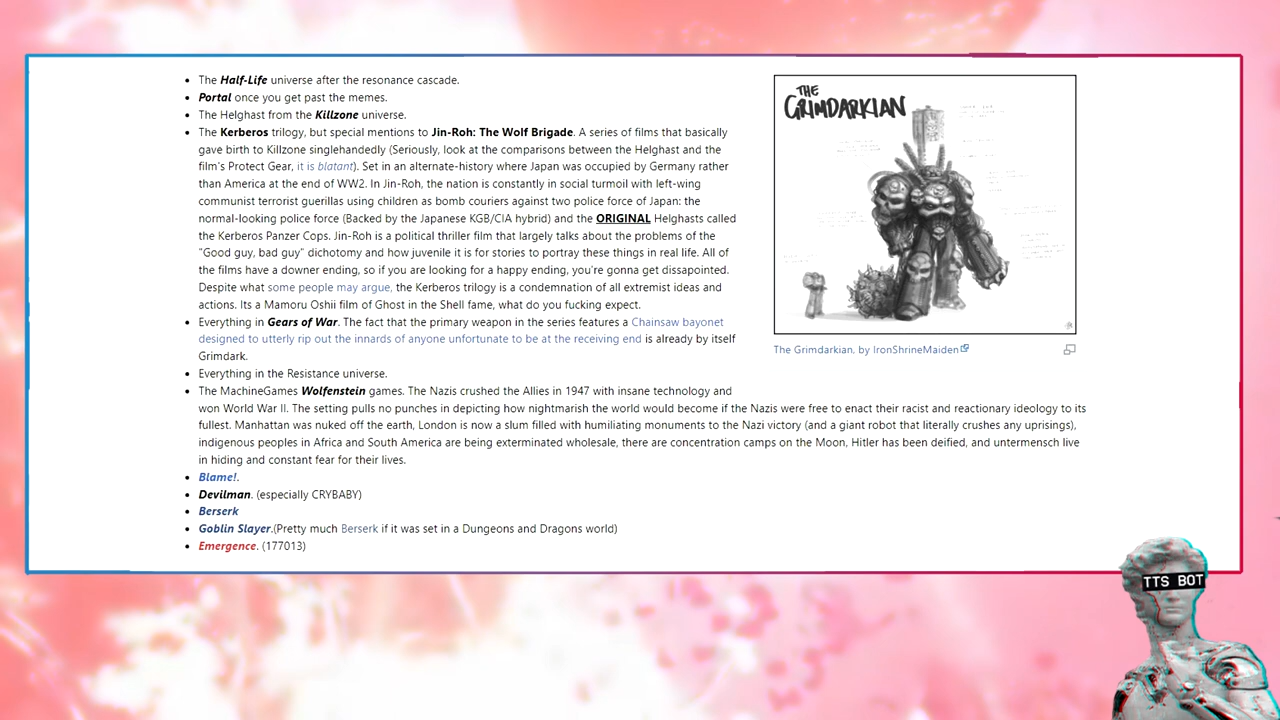 The Half-Life universe after the resonance cascade.
Portal once you get past the memes.
The Helghast from the Killzone universe.
The Kerberos trilogy, but special mentions to Jin-Roh: The Wolf Brigade. A series of films that basically
gave birth to Killzone singlehandedly (Seriously, look at the comparisons between the Helghast and the
film's Protect Gear, it is blatant). Set in an alternate-history where Japan was occupied by Germany rather
than America at the end of WW2. In Jin-Roh, the nation is constantly in social turmoil with left-wing
communist terrorist guerillas using children as bomb couriers against two police force of Japan: the
normal-looking police force (Backed by the Japanese KGB/CIA hybrid) and the ORIGINAL Helghasts called
the Kerberos Panzer Cops. Jin-Roh is a political thriller film that largely talks about the problems of the
"Good guy, bad guy" dichotomy and how juvenile it is for stories to portray these things in real life. All of
the films have a downer ending, so if you are looking for a happy ending, you're gonna get dissapointed.
Despite what some people may argue, the Kerberos trilogy is a condemnation of all extremist ideas and
actions. Its a Mamoru Oshii film of Ghost in the Shell fame, what do you fucking expect.
Everything in Gears of War. The fact that the primary weapon in the series features a Chainsaw bayonet
designed to utterly rip out the innards of anyone unfortunate to be at the receiving end is already by itself
Grimdark.
Everything in the Resistance universe.
The MachineGames Wolfenstein games. The Nazis crushed the Allies in 1947 with insane technology and
won World War II. The setting pulls no punches in depicting how nightmarish the world would become if the Nazis were free to enact their racist and reactionary ideology to its
fullest. Manhattan was nuked off the earth, London is now a slum filled with humiliating monuments to the Nazi victory (and a giant robot that literally crushes any uprisings),
indigenous peoples in Africa and South America are being exterminated wholesale, there are concentration camps on the Moon, Hitler has been deified, and untermensch live
in hiding and constant fear for their lives.
Blame!.
Devilman. (especially CRYBABY)
Berserk
Goblin Slayer.(Pretty much Berserk if it was set in a Dungeons and Dragons world)
Emergence. (177013)
THE
GRIMDARKIAN
The Grimdarkian, by IronShrineMaiden
TTS BOT